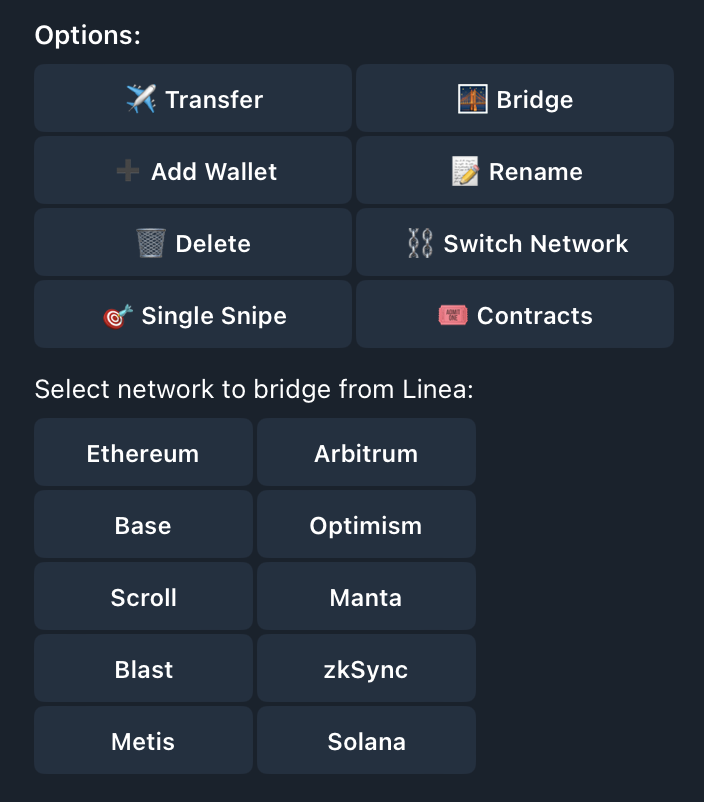 Options:
Transfer
Bridge
Add Wallet
Rename
Delete
Switch Network
Single Snipe
Contracts
Select network to bridge from Linea:
Ethereum
Arbitrum
Base
Optimism
Scroll
Manta
Blast
zkSync
Metis
Solana